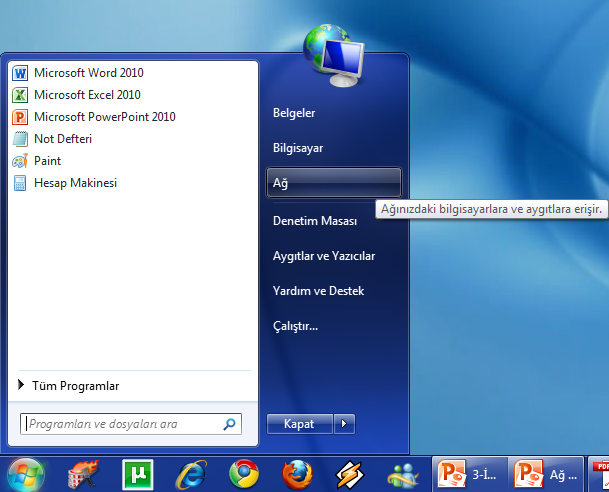 Microsoft Word 2010
Microsoft Excel 2010
Microsoft PowerPoint 2010
Not Defteri
Paint
Hesap Makinesi
Tüm Programlar
Programları ve dosyaları ara
Belgeler
Bilgisayar
Ağ
Ağınızdaki bilgisayarlara ve aygıtlara erişir.
Denetim Masası
Aygıtlar ve Yazıcılar
Yardım ve Destek
Çalıştır...
Kapat
3-İ...
Ağ ...
PDF